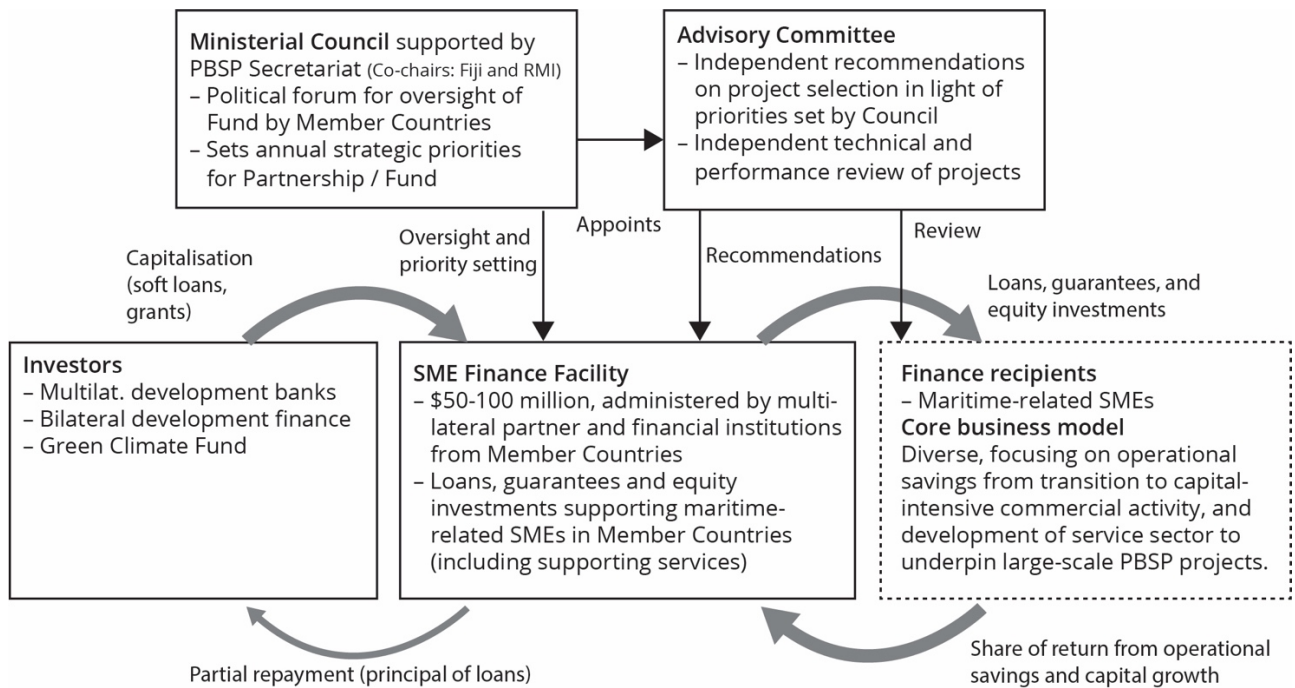 Ministerial Council supported by
PBSP Secretariat (Co-chairs: Fiji and RMI)
– Political forum for oversight of
Fund by Member Countries
– Sets annual strategic priorities
for Partnership / Fund
Advisory Committee
– Independent recommendations
on project selection in light of
priorities set by Council
– Independent technical and
performance review of projects
Capitalisation
(soft loans,
grants)
Oversight and
priority setting
Appoints
Recommendations
Review
Loans, guarantees, and
equity investments
Investors
– Multilat. development banks
– Bilateral development finance
– Green Climate Fund
SME Finance Facility
– $50-100 million, administered by multi-
lateral partner and financial institutions
from Member Countries
– Loans, guarantees and equity
investments supporting maritime-
related SMEs in Member Countries
(including supporting services)
Finance recipients
– Maritime-related SMEs
Core business model
Diverse, focusing on operational
savings from transition to capital-
intensive commercial activity, and
development of service sector to
underpin large-scale PBSP projects.
Partial repayment (principal of loans)
Share of return from operational
savings and capital growth